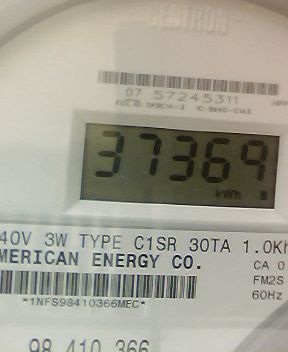 CENTRON
07 57245311
37369
kWh
40V 3W TYPE C1SR 30TA 1.0Kh
MERICAN ENERGY CO.
CA 0
FM2S
60Hz
*1NFS98410366MEC*
98 410 366